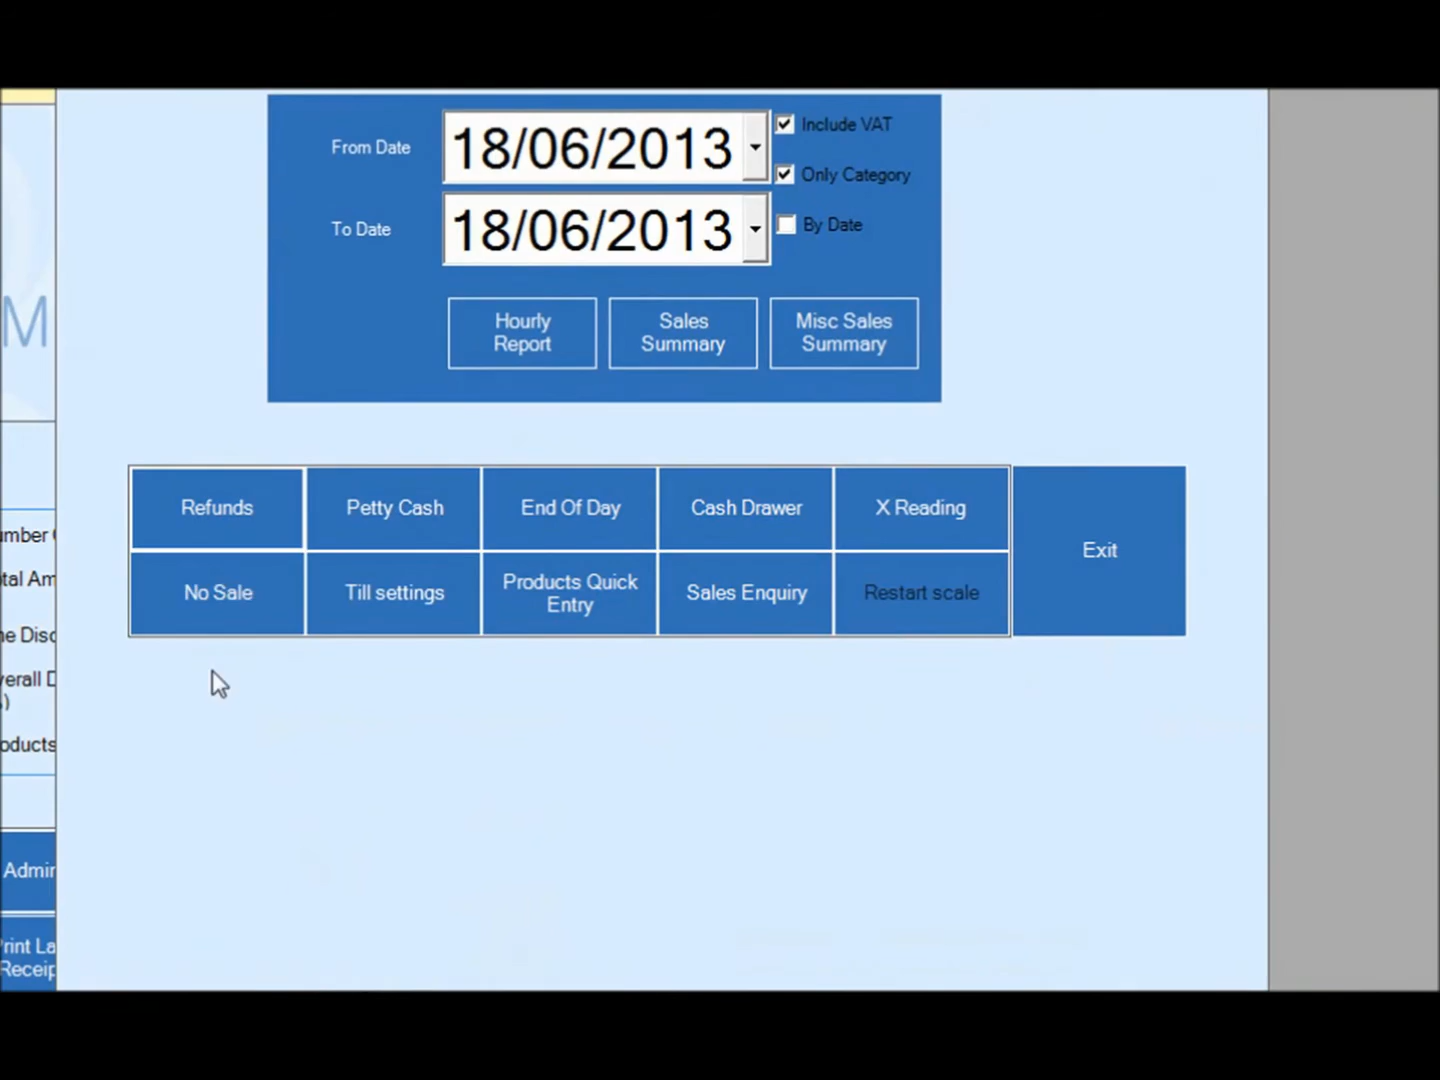 From Date
18/06/2013
Include VAT
Only Category
To Date
18/06/2013
By Date
Hourly
Report
Sales
Summary
Misc Sales
Summary
M
Refunds
Petty Cash
End Of Day
Cash Drawer
X Reading
Exit
No Sale
Till settings
Products Quick
Entry
Sales Enquiry
Restart scale
Admin